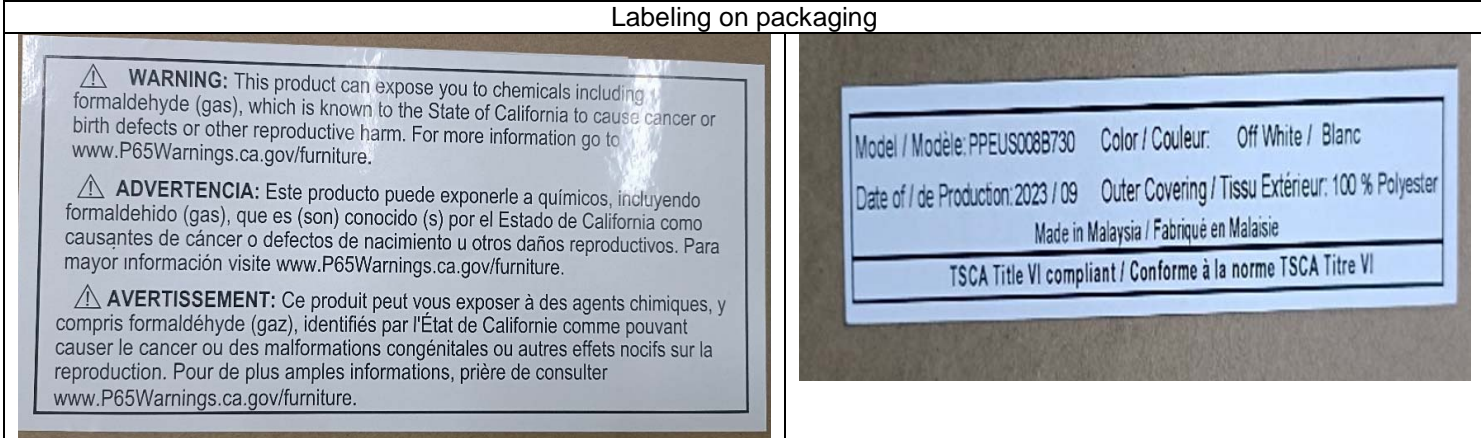 Labeling on packaging
⚠ WARNING: This product can expose you to chemicals including
formaldehyde (gas), which is known to the State of California to cause cancer or
birth defects or other reproductive harm. For more information go to
www.P65Warnings.ca.gov/furniture.
⚠ ADVERTENCIA: Este producto puede exponerle a químicos, incluyendo
formaldehido (gas), que es (son) conocido (s) por el Estado de California como
causantes de cáncer o defectos de nacimiento u otros daños reproductivos. Para
mayor información visite www.P65Warnings.ca.gov/furniture.
⚠ AVERTISSEMENT: Ce produit peut vous exposer à des agents chimiques, y
compris formaldéhyde (gaz), identifiés par l'État de Californie comme pouvant
causer le cancer ou des malformations congénitales ou autres effets nocifs sur la
reproduction. Pour de plus amples informations, prière de consulter
www.P65Warnings.ca.gov/furniture.
Model / Modèle: PPEUS008B730 Color / Couleur: Off White / Blanc
Date of / de Production: 2023 / 09 Outer Covering / Tissu Extérieur: 100 % Polyester
Made in Malaysia / Fabriqué en Malaisie
TSCA Title VI compliant / Conforme à la norme TSCA Titre VI